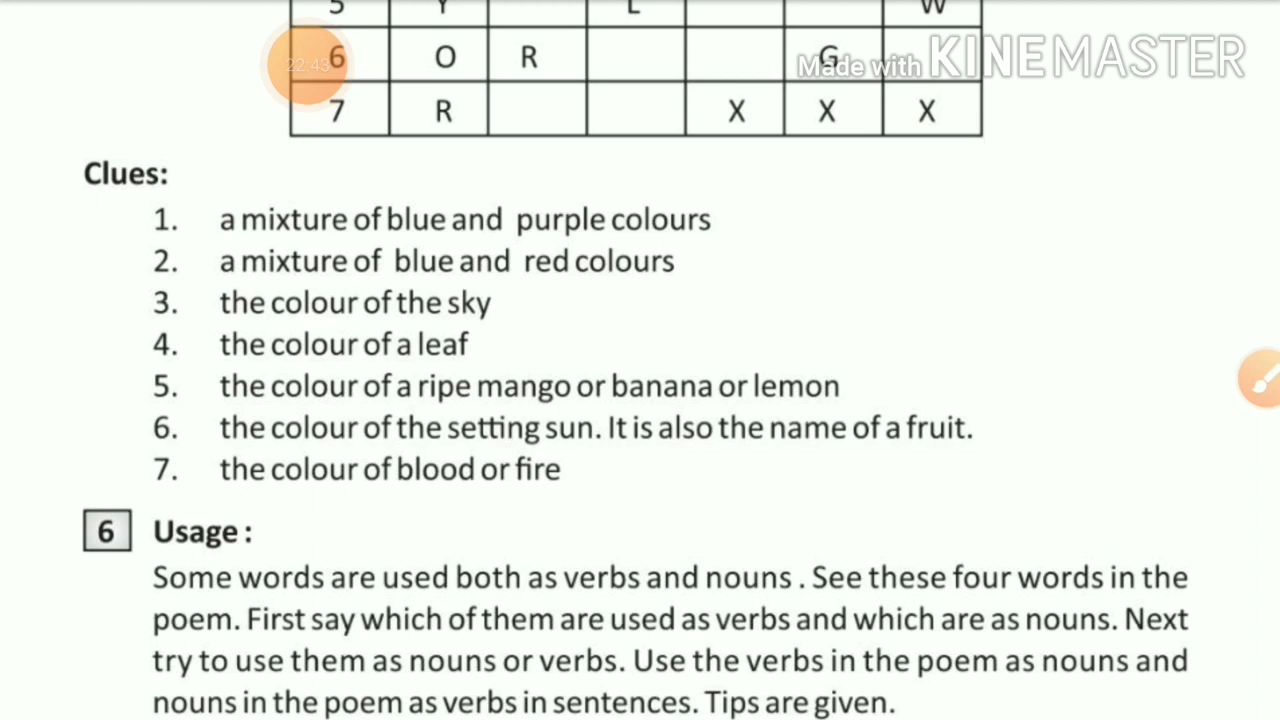 5 Y L W
22:43 6 O R G Made with KINEMASTER
7 R X X X
Clues:
1. a mixture of blue and purple colours
2. a mixture of blue and red colours
3. the colour of the sky
4. the colour of a leaf
5. the colour of a ripe mango or banana or lemon
6. the colour of the setting sun. It is also the name of a fruit.
7. the colour of blood or fire
6 Usage :
Some words are used both as verbs and nouns . See these four words in the
poem. First say which of them are used as verbs and which are as nouns. Next
try to use them as nouns or verbs. Use the verbs in the poem as nouns and
nouns in the poem as verbs in sentences. Tips are given.